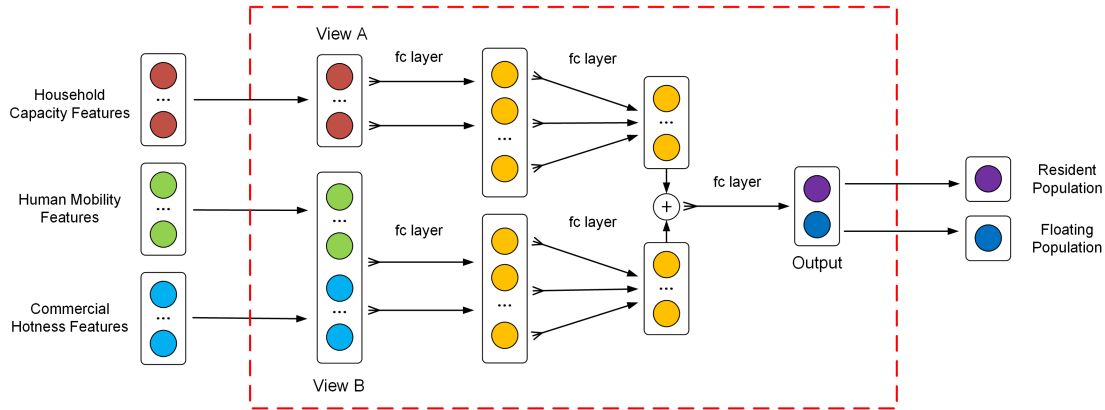 Household
Capacity Features
Human Mobility
Features
Commercial
Hotness Features
View A
fc layer
fc layer
View B
fc layer
fc layer
+
fc layer
Output
Resident
Population
Floating
Population